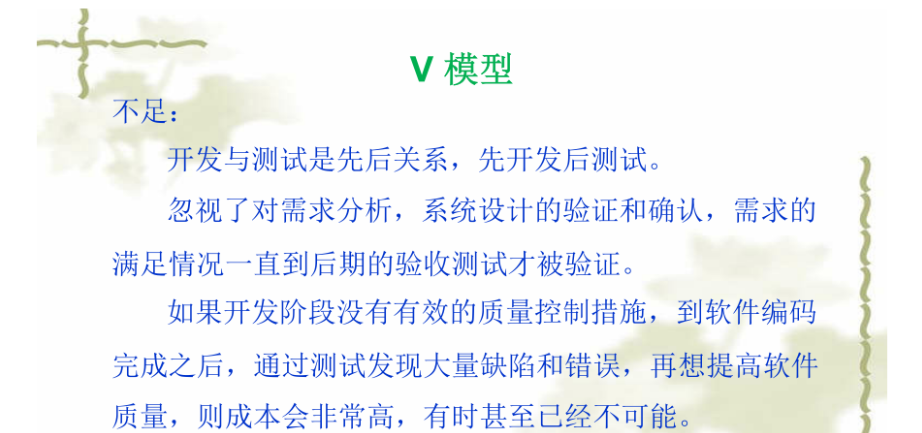 V 模型
不足：
开发与测试是先后关系，先开发后测试。
忽视了对需求分析，系统设计的验证和确认，需求的
满足情况一直到后期的验收测试才被验证。
如果开发阶段没有有效的质量控制措施，到软件编码
完成之后，通过测试发现大量缺陷和错误，再想提高软件
质量，则成本会非常高，有时甚至已经不可能。